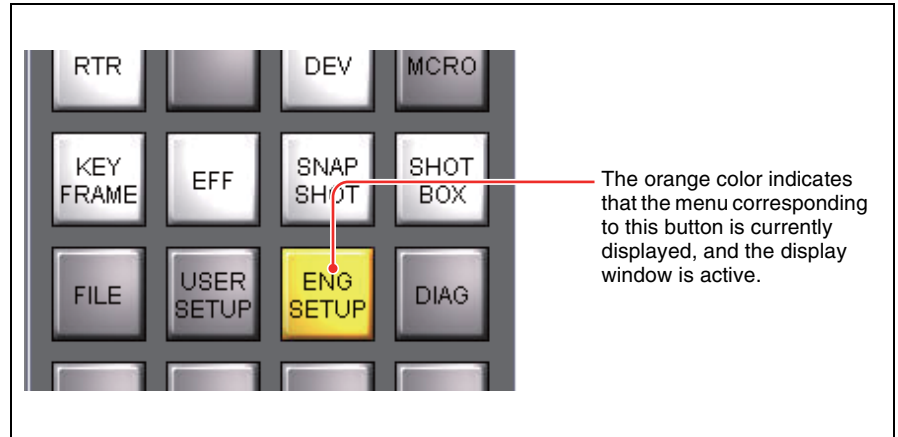 RTR
DEV
MCRO
KEY
FRAME
EFF
SNAP
SHOT
SHOT
BOX
FILE
USER
SETUP
ENG
SETUP
DIAG
The orange color indicates
that the menu corresponding
to this button is currently
displayed, and the display
window is active.